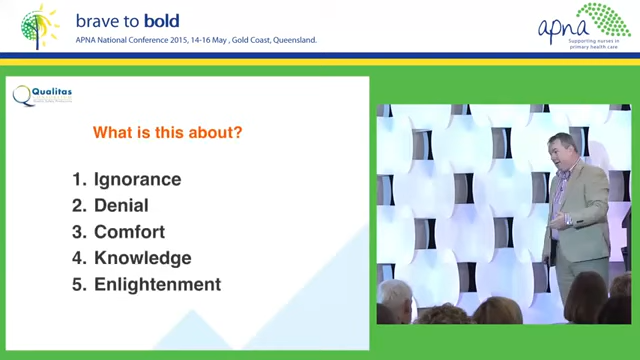 brave to bold
APNA National Conference 2015, 14-16 May, Gold Coast, Queensland.
apna
Supporting nurses in
primary health care
Qualitas
What is this about?
1. Ignorance
2. Denial
3. Comfort
4. Knowledge
5. Enlightenment